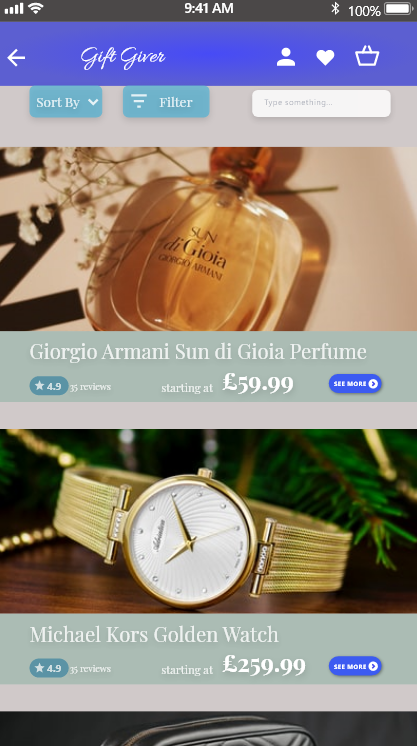 9:41 AM
100%
Gift Giver
Sort By
Filter
Type something...
SUN
di Gioia
GIORGIO ARMANI
Giorgio Armani Sun di Gioia Perfume
4.9
35 reviews
starting at
£59.99
SEE MORE
Michael Kors Golden Watch
4.9
35 reviews
starting at
£259.99
SEE MORE